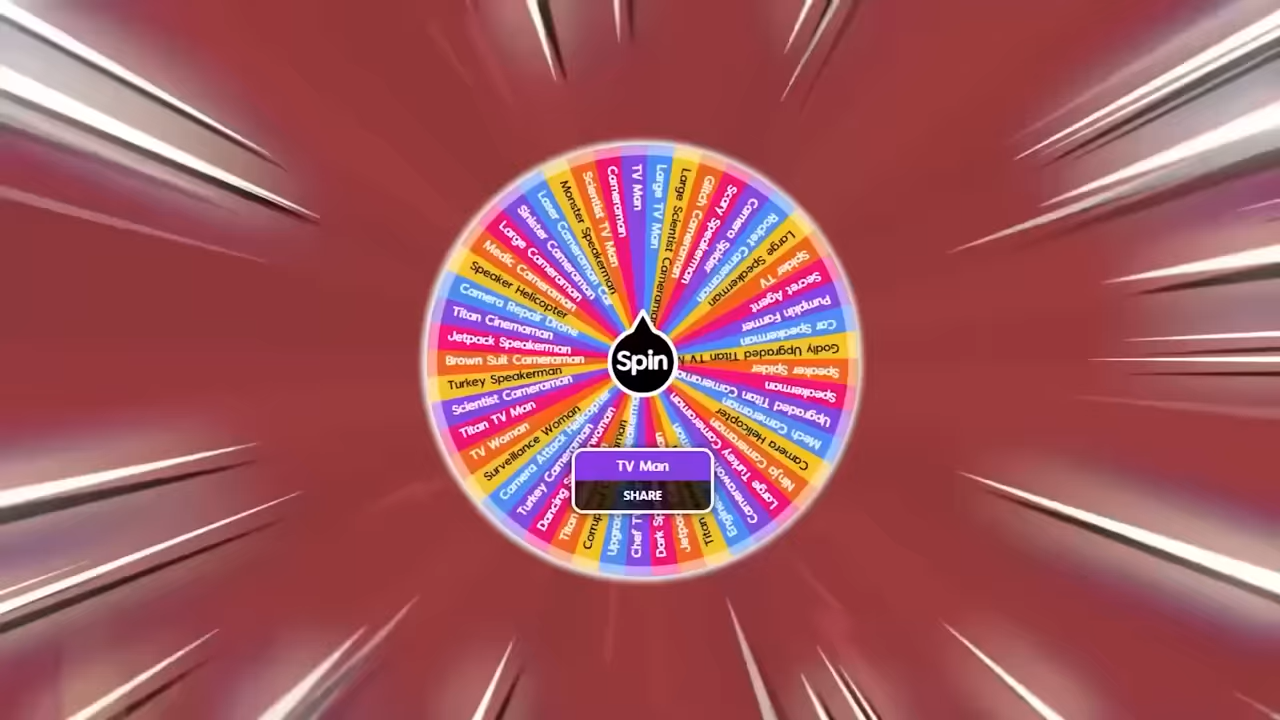 TV Man
Large TV Man
Large Scientist Cameraman
Glitch Cameraman
Scary Speakerman
Camera Spider
Rocket Cameraman
Large Speakerman
Spider TV
Secret Agent
Pumpkin Farmer
Car Speakerman
Godly Upgraded Titan TV
Speaker Spider
Speakerman
Upgraded Titan Cameraman
Mech Cameraman
Camera Helicopter
Ninja Cameraman
Large Turkey Cameraman
Titan
Dark
Chef
Titan
Dancing
Turkey Cameraman
Camera Attack Helicopter
Surveillance Woman
TV Woman
Titan TV Man
Scientist Cameraman
Turkey Speakerman
Brown Suit Cameraman
Jetpack Speakerman
Titan Cinemaman
Camera Repair Drone
Speaker Helicopter
Medic Cameraman
Large Cameraman
Sinister Cameraman
Laser Cameraman Car
Monster Speakerman
Scientist TV Man
Cameraman
Spin
TV Man
SHARE